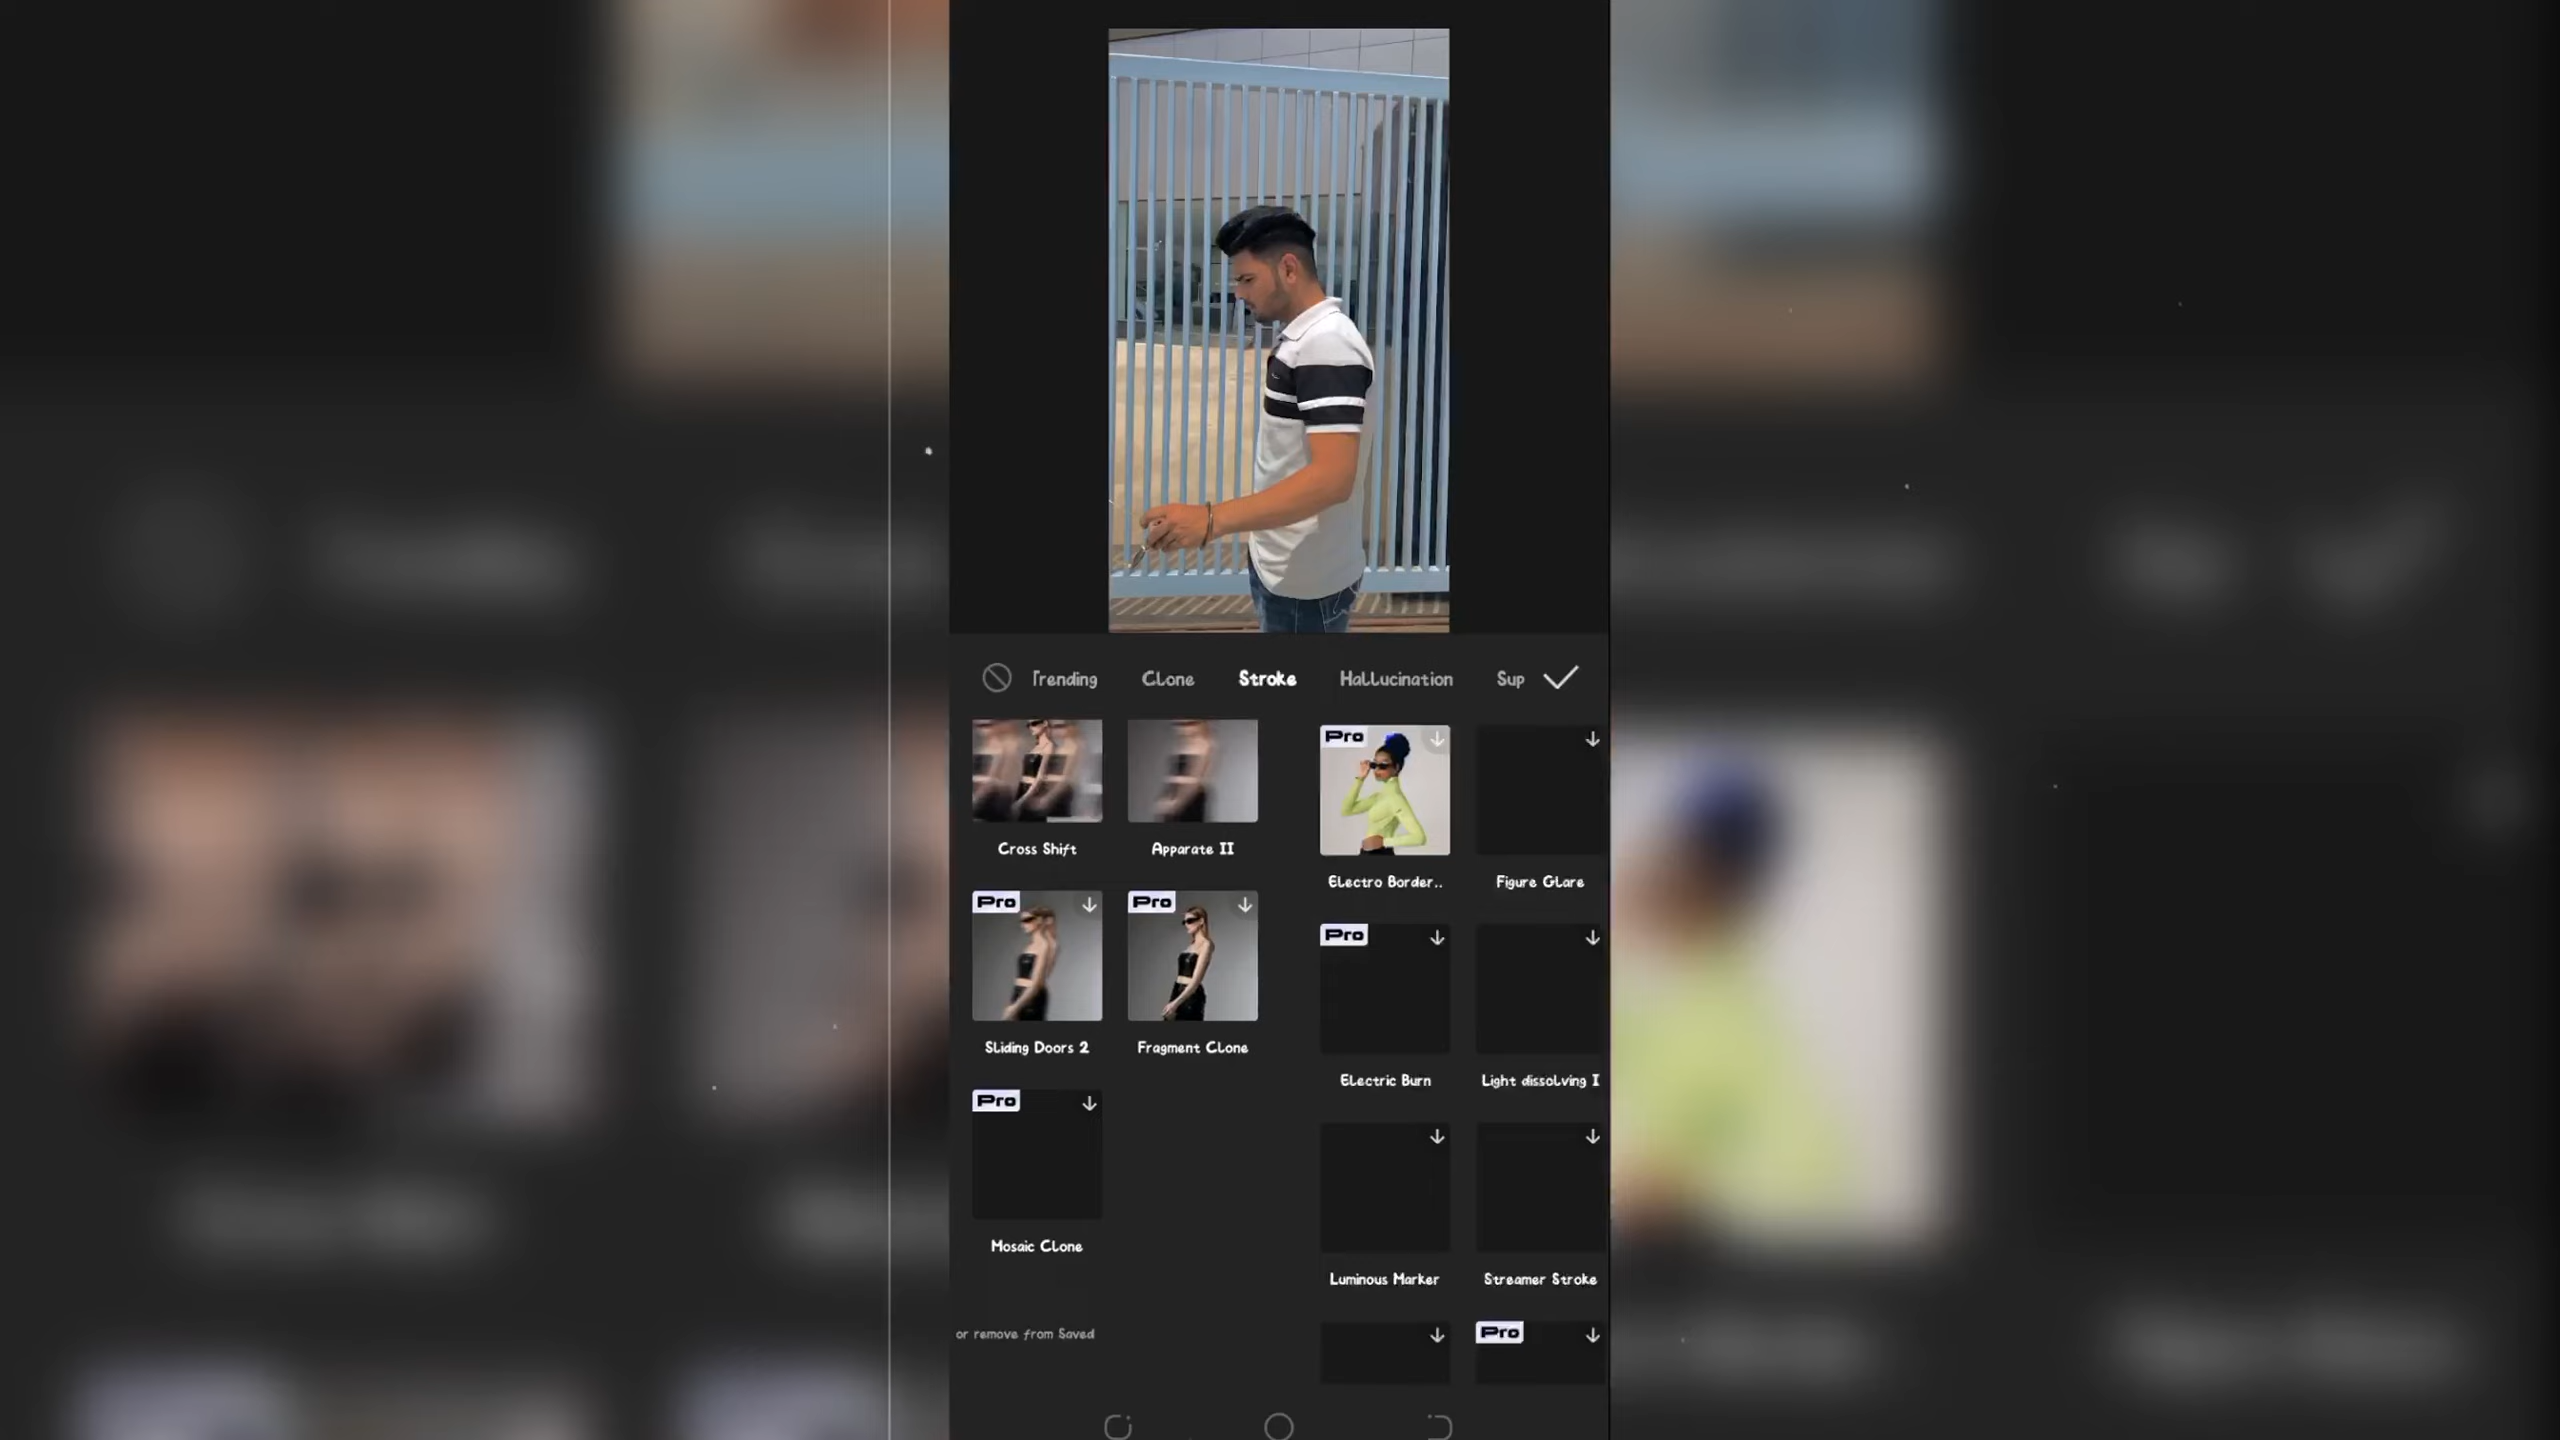 Trending Clone Stroke Hallucination Sup
Pro
Cross Shift Apparate II Electro Border.. Figure Glare
Pro Pro Pro
Sliding Doors 2 Fragment Clone Electric Burn Light dissolving I
Pro
Mosaic Clone Luminous Marker Streamer Stroke
or remove from Saved
Pro